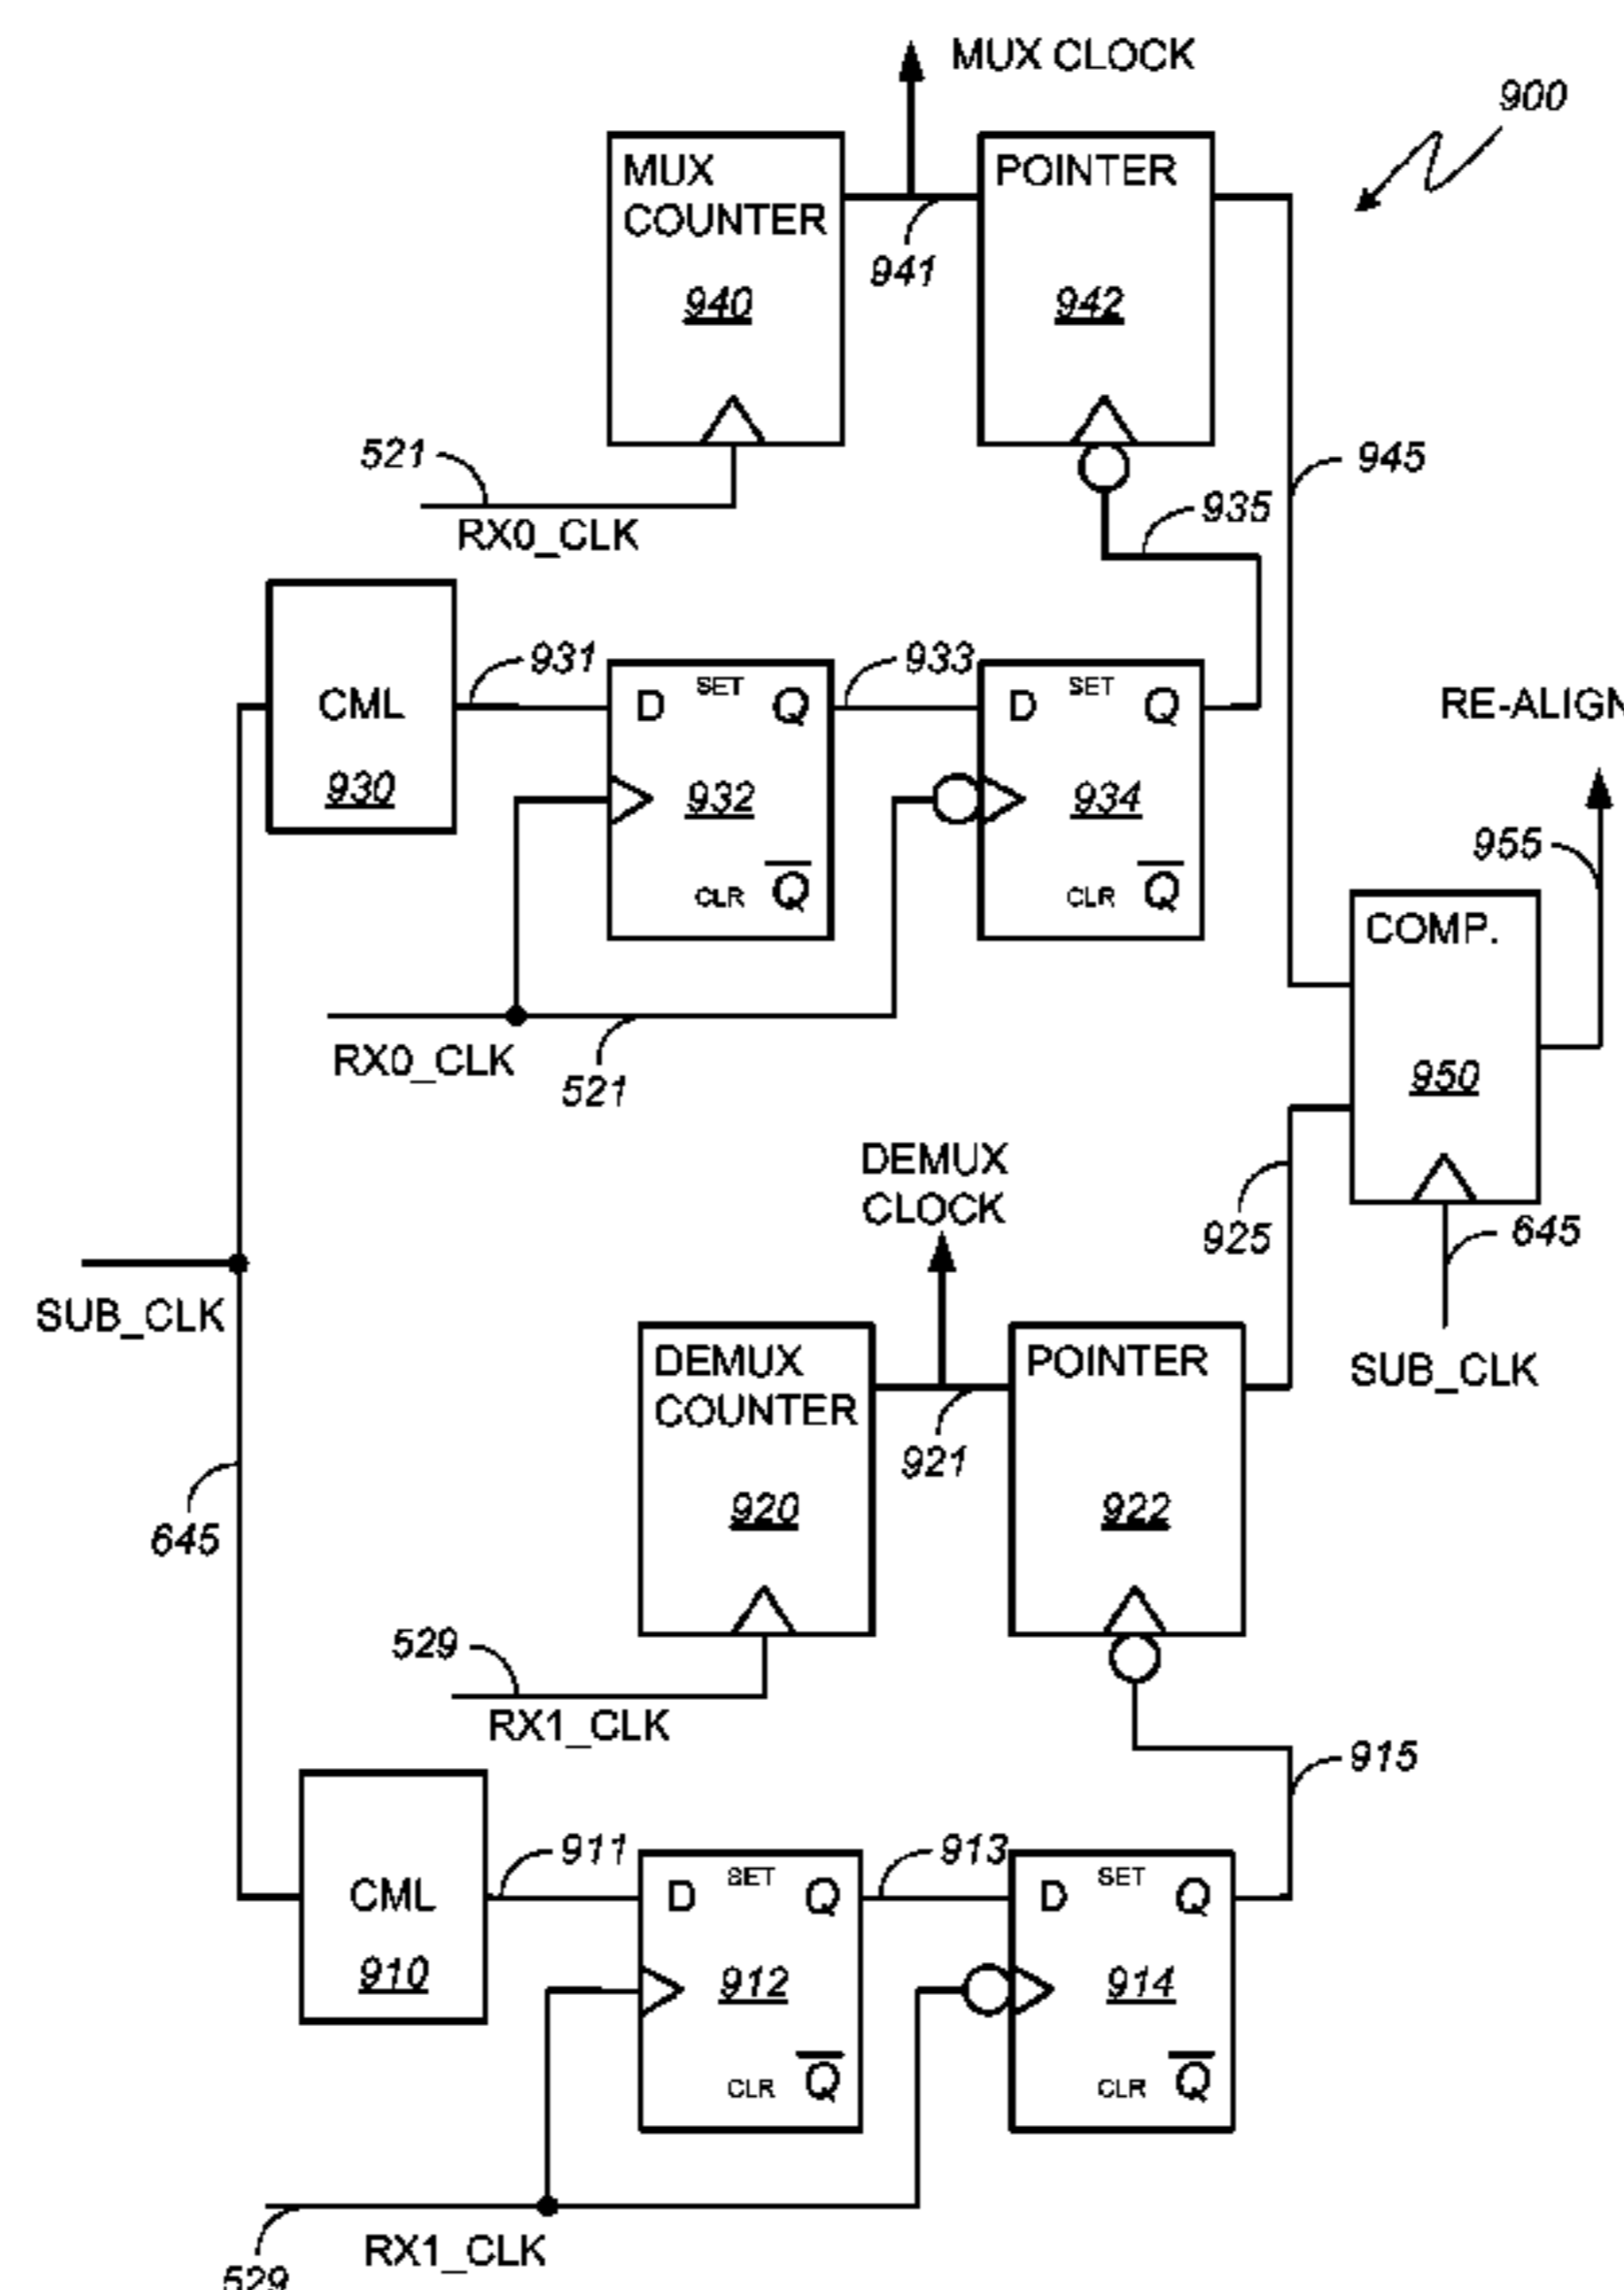 MUX CLOCK
900
MUX
COUNTER
940
941
POINTER
942
521
RX0_CLK
945
935
CML
930
931
D SET Q
932
CLR Q
933
D SET Q
934
CLR Q
RX0_CLK
521
RE-ALIGN
955
COMP.
950
925
645
SUB_CLK
SUB_CLK
645
DEMUX
CLOCK
DEMUX
COUNTER
920
921
POINTER
922
529
RX1_CLK
915
CML
910
911
D SET Q
912
CLR Q
913
D SET Q
914
CLR Q
RX1_CLK
529